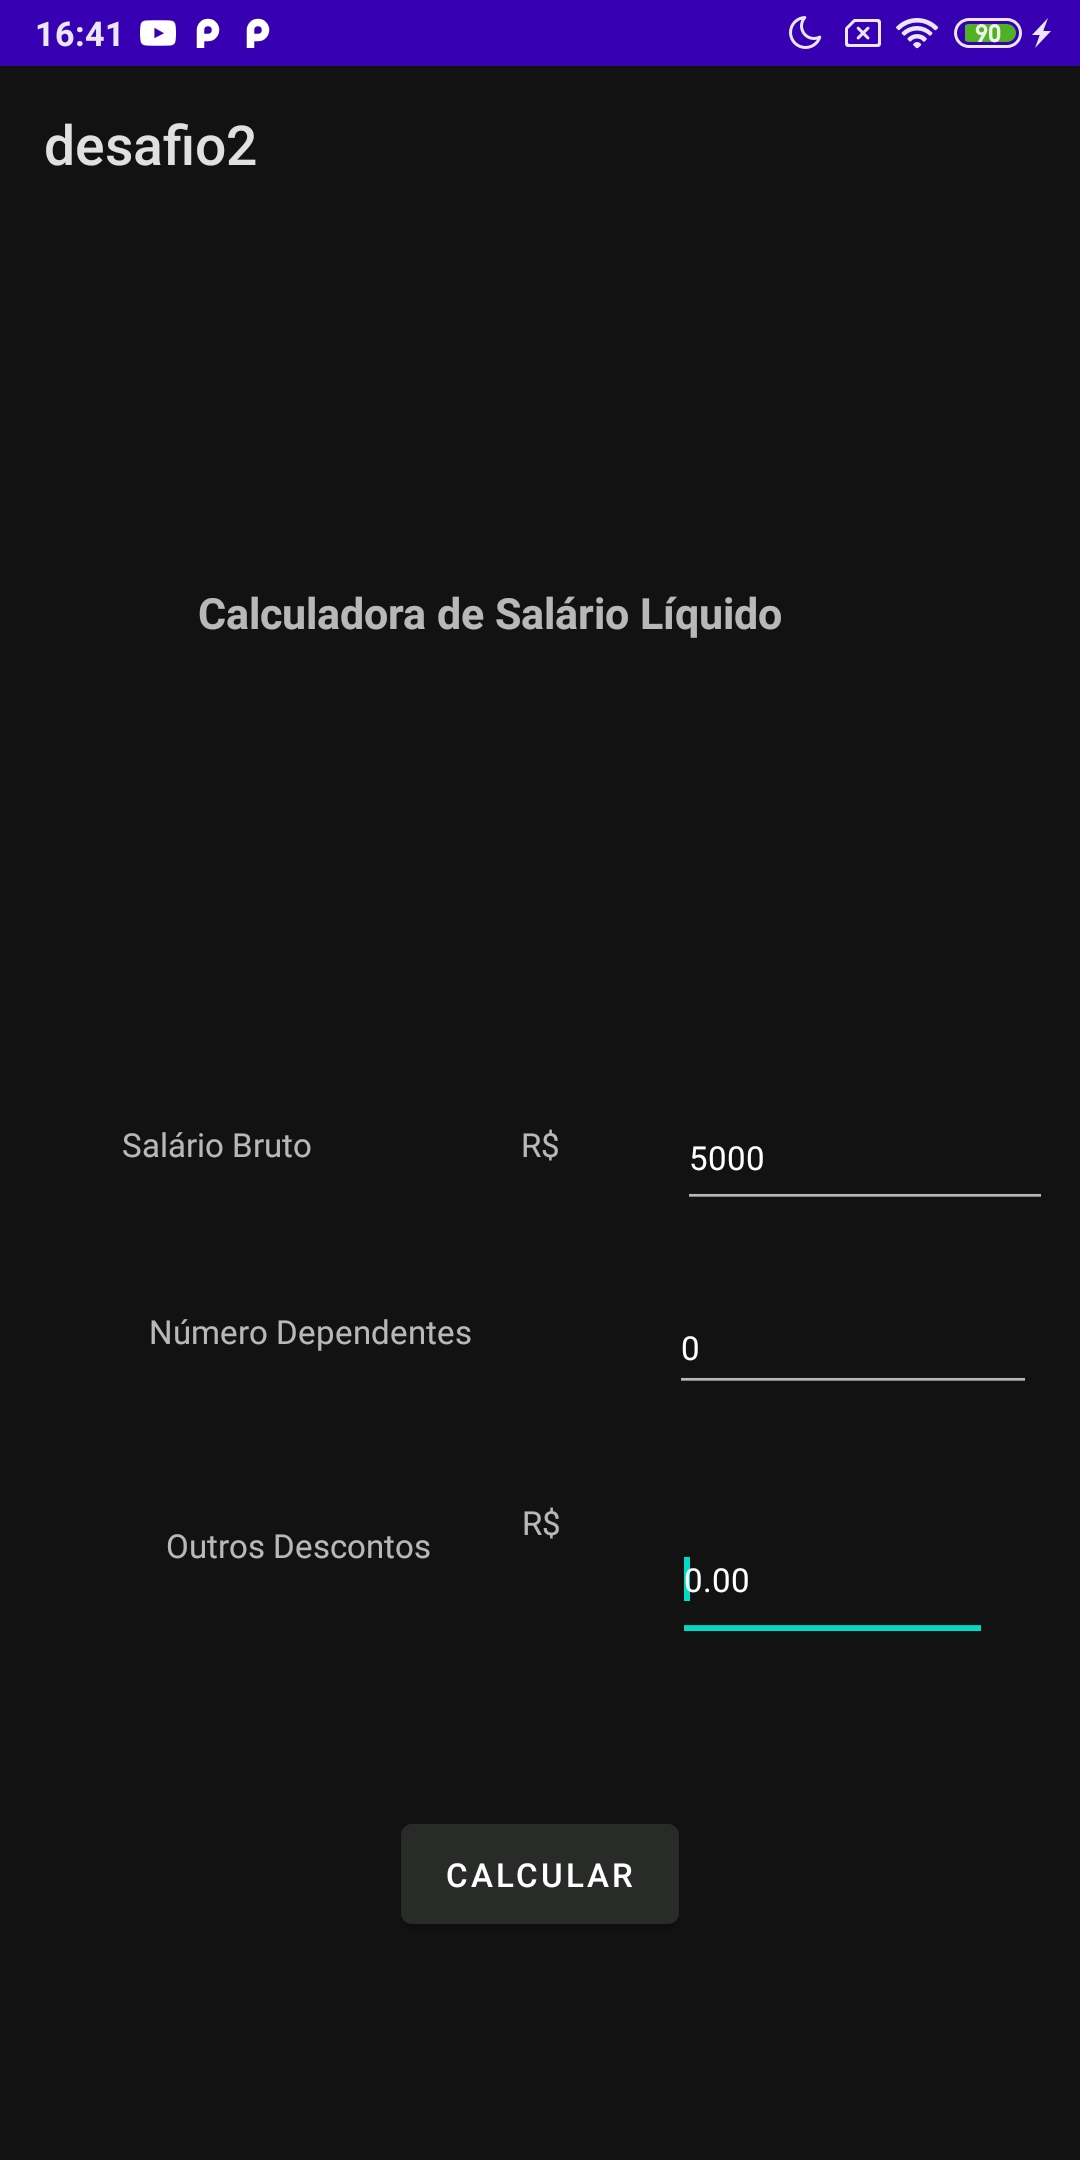 16:41
90
desafio2
Calculadora de Salário Líquido
Salário Bruto R$ 5000
Número Dependentes 0
Outros Descontos R$ 0.00
CALCULAR